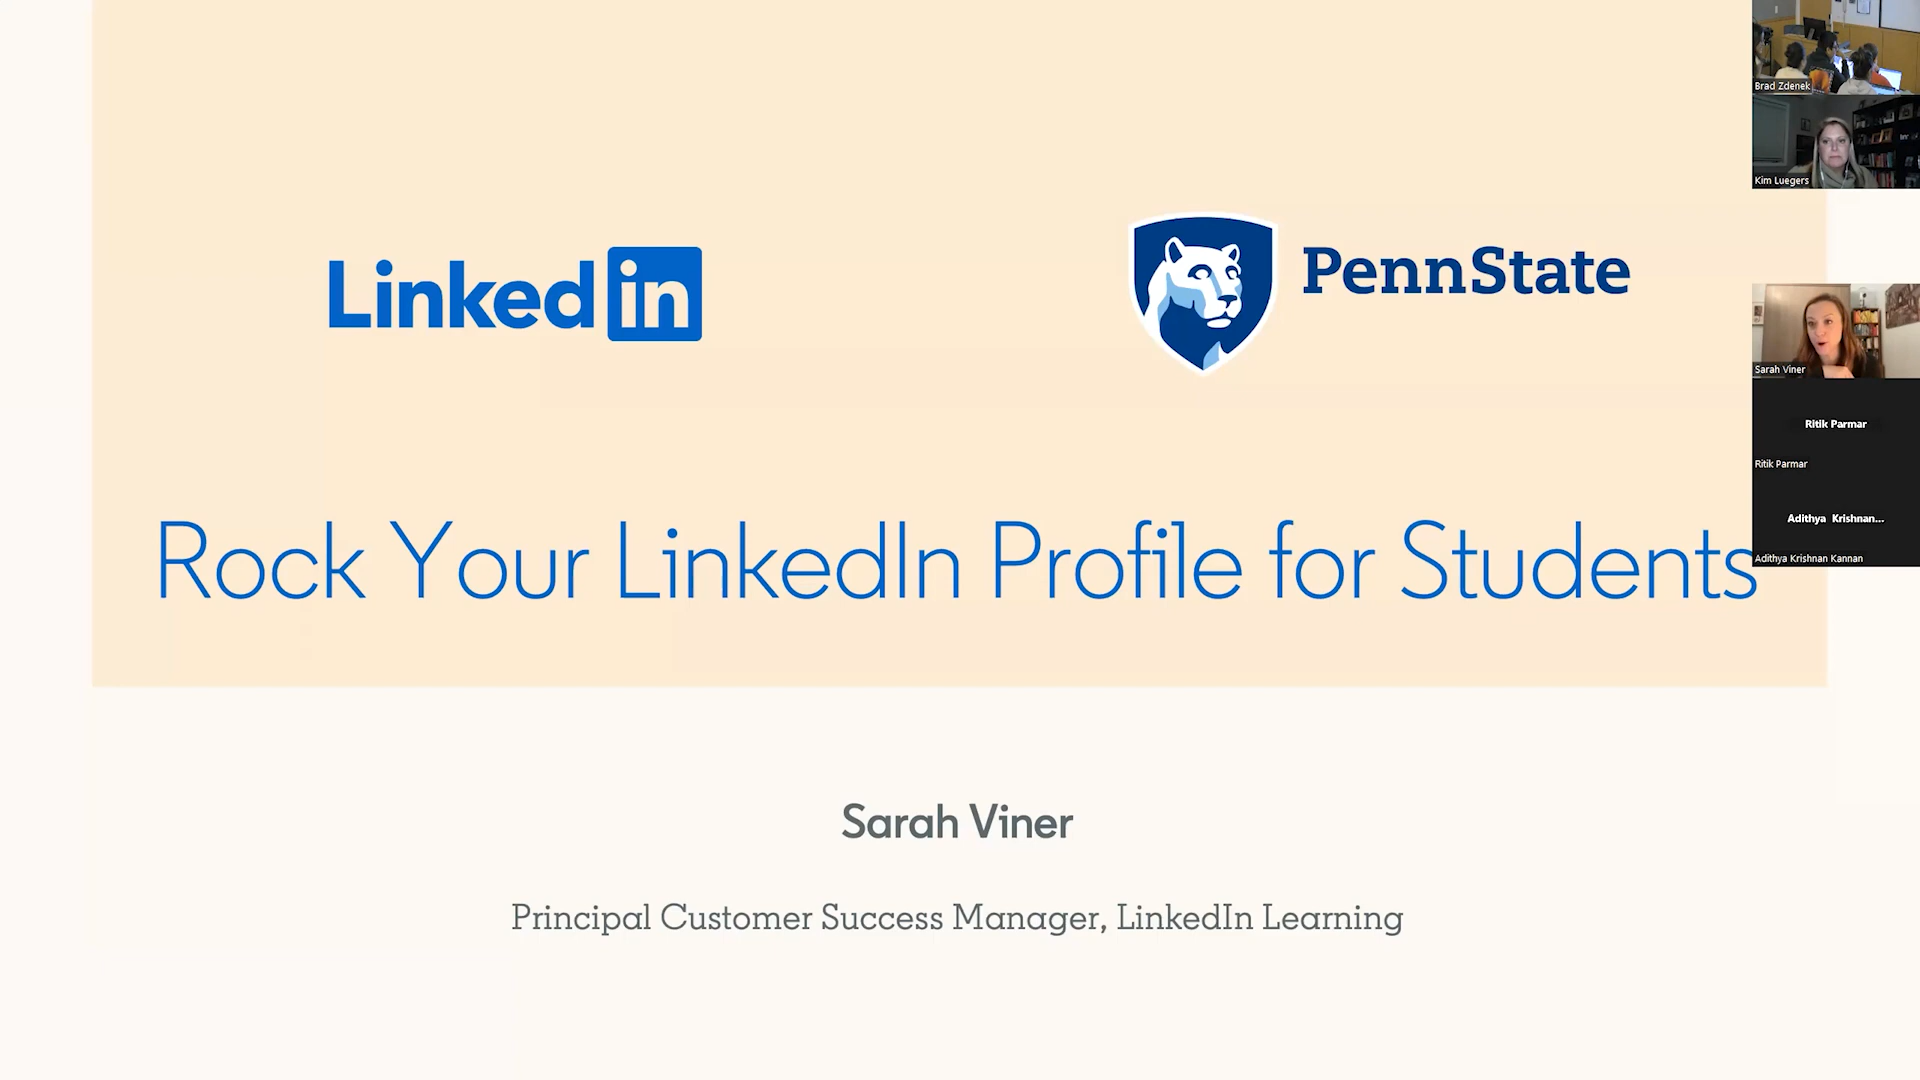 Linked in
PennState
Rock Your LinkedIn Profile for Students
Sarah Viner
Principal Customer Success Manager, LinkedIn Learning
Brad Zdenek
Kim Luegers
Sarah Viner
Ritik Parmar
Ritik Parmar
Adithya Krishnan...
Adithya Krishnan Kannan